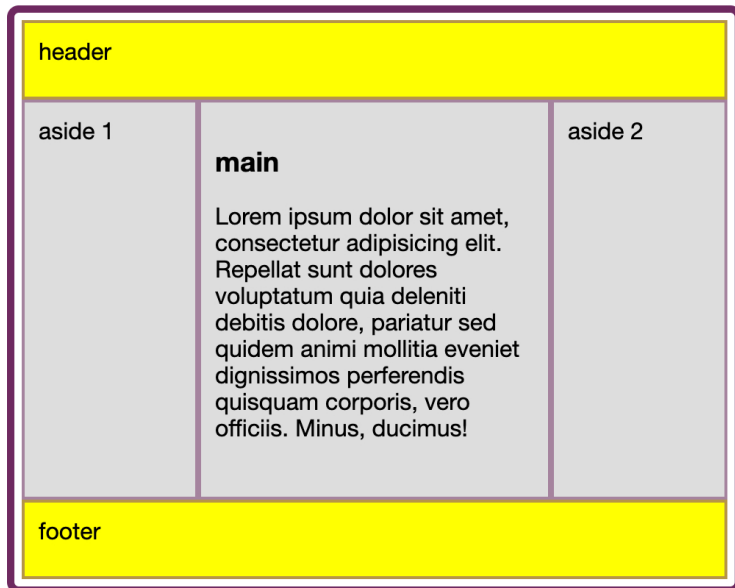 header
aside 1
main
Lorem ipsum dolor sit amet,
consectetur adipisicing elit.
Repellat sunt dolores
voluptatum quia deleniti
debitis dolore, pariatur sed
quidem animi mollitia eveniet
dignissimos perferendis
quisquam corporis, vero
officiis. Minus, ducimus!
aside 2
footer